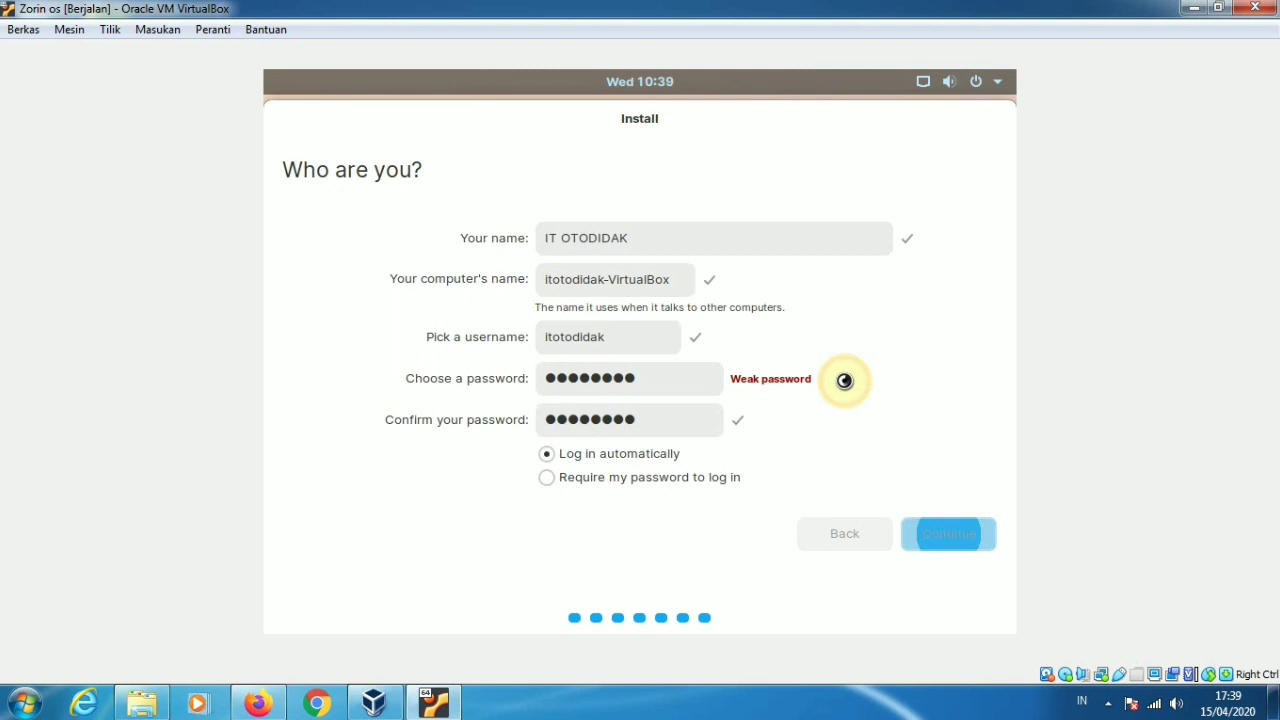 Zorin os [Berjalan] - Oracle VM VirtualBox
Berkas Mesin Tilik Masukan Peranti Bantuan
Wed 10:39
Install
Who are you?
Your name: IT OTODIDAK
Your computer's name: itotodidak-VirtualBox
The name it uses when it talks to other computers.
Pick a username: itotodidak
Choose a password: ●●●●●●●● Weak password
Confirm your password: ●●●●●●●●
Log in automatically
Require my password to log in
Back Continue
Right Ctrl
64
IN 17:39
15/04/2020